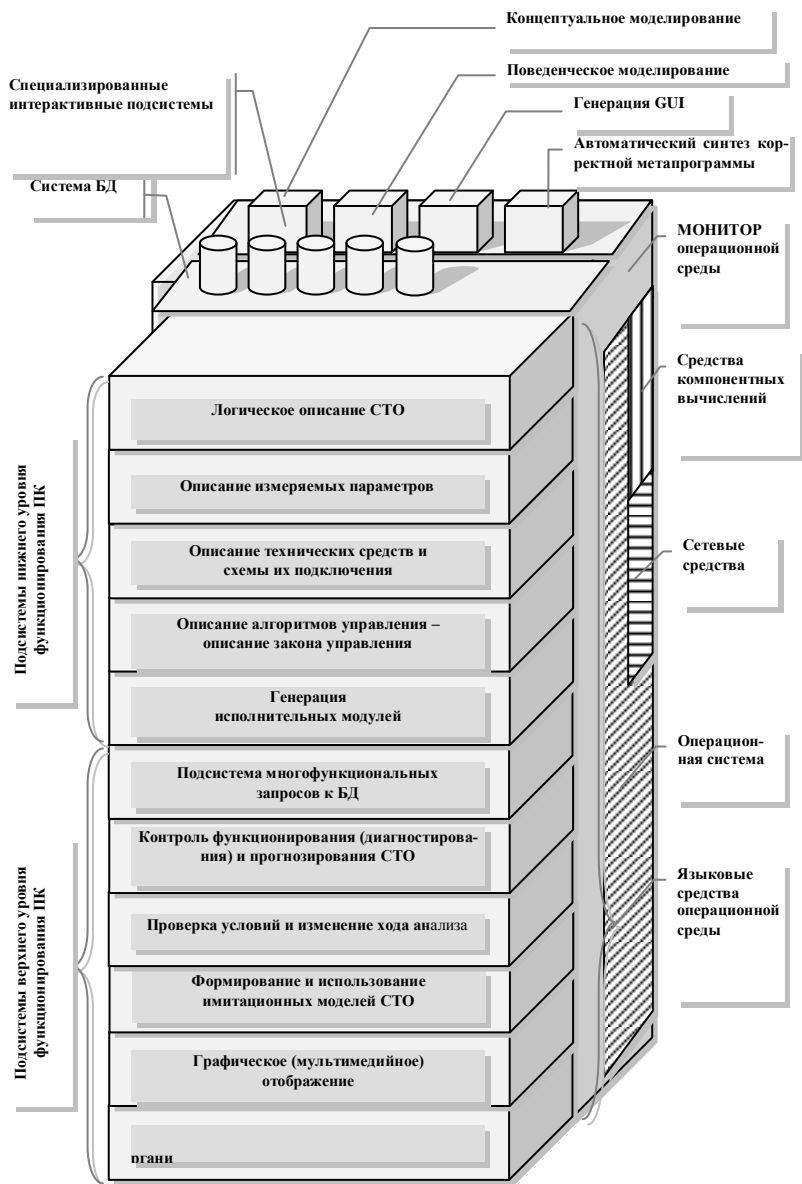 Концептуальное моделирование
Поведенческое моделирование
Специализированные
интерактивные подсистемы
Генерация GUI
Автоматический синтез кор-
ректной метапрограммы
Система БД
МОНИТОР
операционной
среды
Средства
компонентных
вычислений
Сетевые
средства
Операцион-
ная система
Языковые
средства
операционной
среды
Подсистемы нижнего уровня
функционирования ПК
Логическое описание СТО
Описание измеряемых параметров
Описание технических средств и
схемы их подключения
Описание алгоритмов управления –
описание закона управления
Генерация
исполнительных модулей
Подсистемы верхнего уровня
функционирования ПК
Подсистема многофункциональных
запросов к БД
Контроль функционирования (диагностирова-
ния) и прогнозирования СТО
Проверка условий и изменение хода анализа
Формирование и использование
имитационных моделей СТО
Графическое (мультимедийное)
отображение
ргани